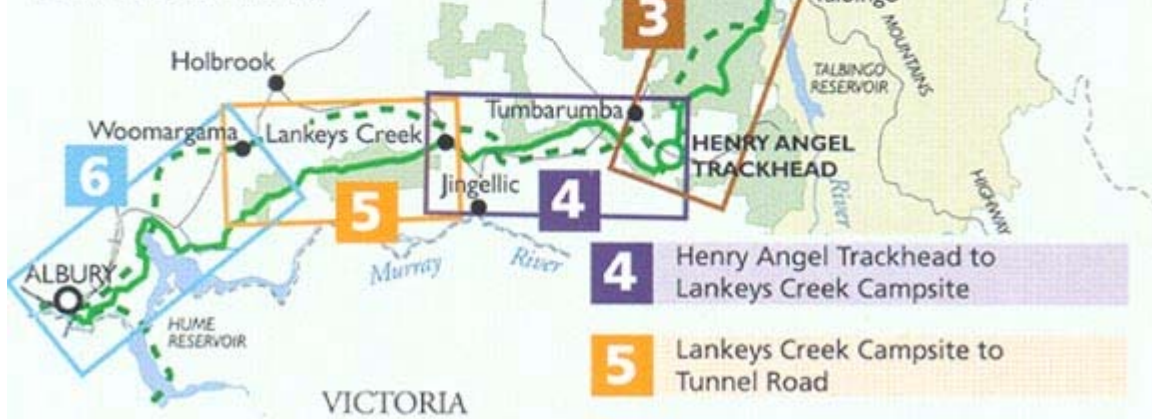 3
TALBINGO
RESERVOIR
MOUNTAINS
Holbrook
Tumbarumba
Woomargama
Lankeys Creek
HENRY ANGEL
TRACKHEAD
6
5
Jingellic
4
River
HIGHWAY
Murray
River
ALBURY
HUME
RESERVOIR
VICTORIA
4
Henry Angel Trackhead to
Lankeys Creek Campsite
5
Lankeys Creek Campsite to
Tunnel Road